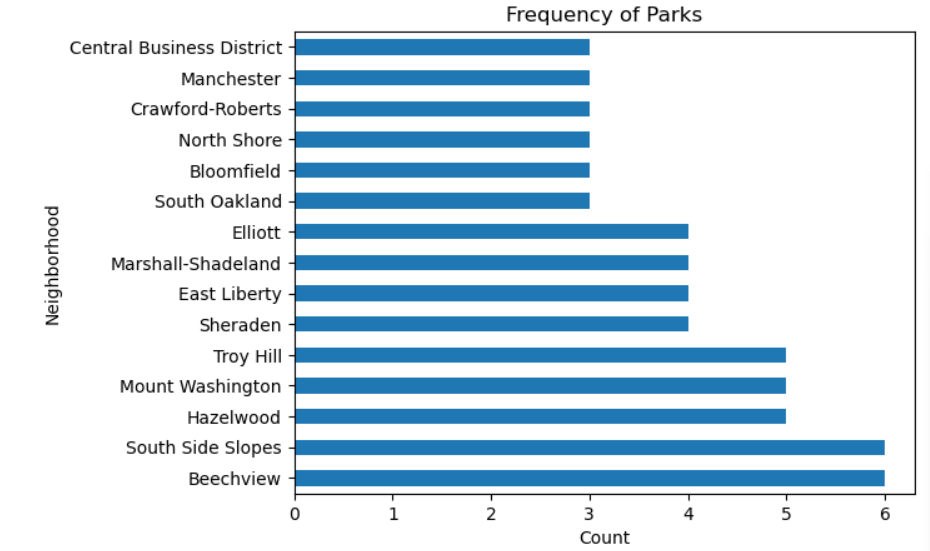 Frequency of Parks
Central Business District
Manchester
Crawford-Roberts
North Shore
Bloomfield
South Oakland
Elliott
Marshall-Shadeland
East Liberty
Sheraden
Troy Hill
Mount Washington
Hazelwood
South Side Slopes
Beechview
Neighborhood
0 1 2 3 4 5 6
Count